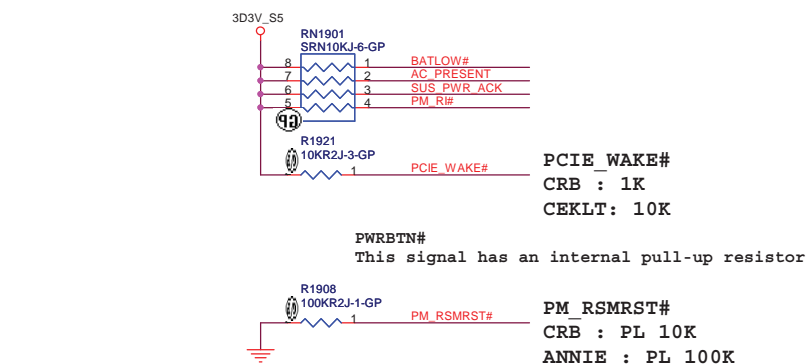 3D3V_S5
RN1901
SRN10KJ-6-GP
8 1 BATLOW#
7 2 AC_PRESENT
6 3 SUS_PWR_ACK
5 4 PM_RI#
GP
R1921
10KR2J-3-GP
1 PCIE_WAKE#
PCIE_WAKE#
CRB : 1K
CEKLT: 10K
PWRBTN#
This signal has an internal pull-up resistor
R1908
100KR2J-1-GP
1 PM_RSMRST#
PM_RSMRST#
CRB : PL 10K
ANNIE : PL 100K